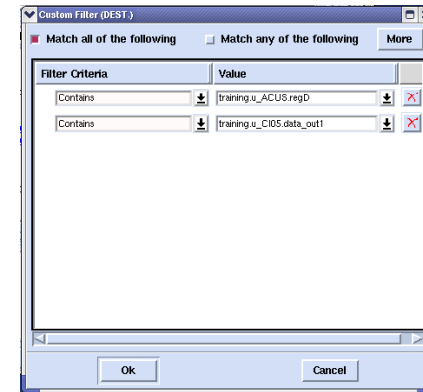 Custom Filter (DEST.)
Match all of the following Match any of the following More
Filter Criteria Value
Contains training.u_ACUS.regD
Contains training.u_CI05.data_out1
Ok Cancel